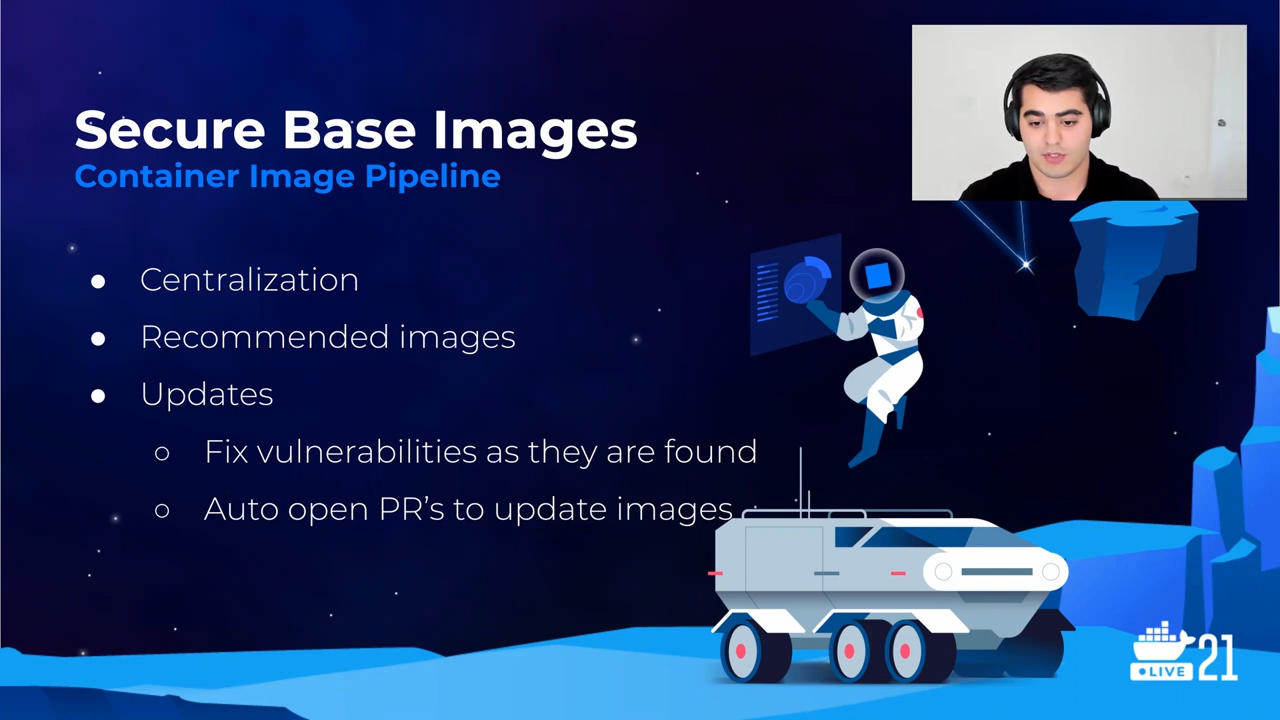 Secure Base Images
Container Image Pipeline
● Centralization
● Recommended images
● Updates
○ Fix vulnerabilities as they are found
○ Auto open PR’s to update images
LIVE 21